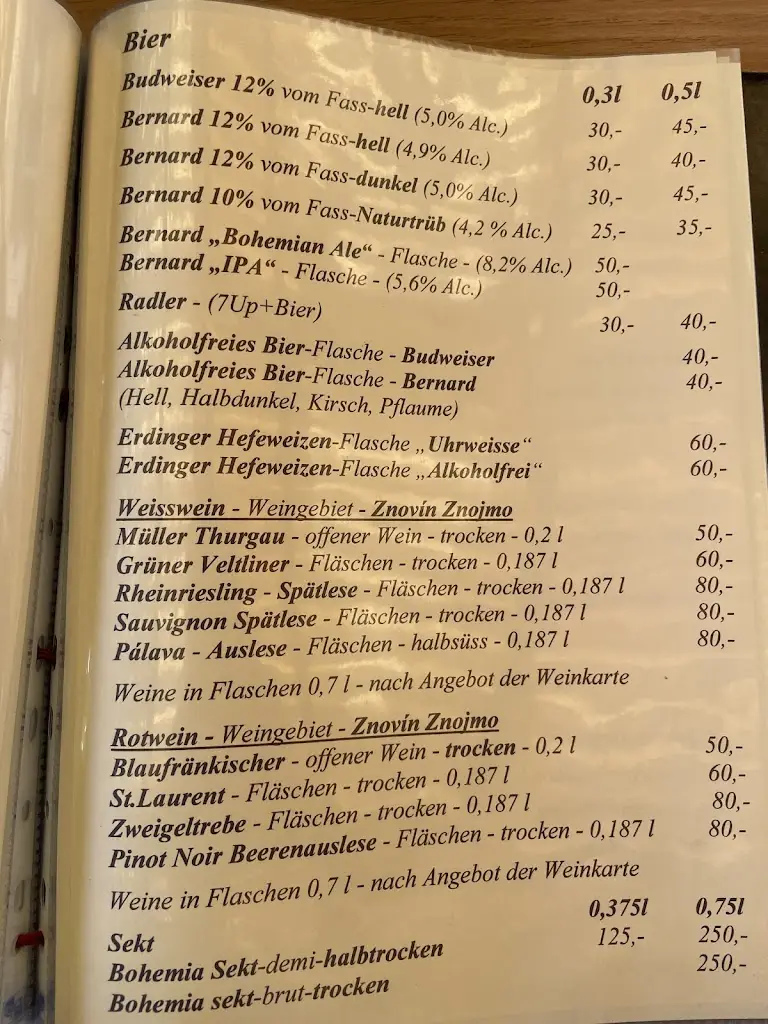 Bier
0,3l 0,5l
Budweiser 12% vom Fass-hell (5,0% Alc.) 30,- 45,-
Bernard 12% vom Fass-hell (4,9% Alc.) 30,- 40,-
Bernard 12% vom Fass-dunkel (5,0% Alc.) 30,- 45,-
Bernard 10% vom Fass-Naturtrüb (4,2 % Alc.) 25,- 35,-
Bernard „Bohemian Ale“ - Flasche - (8,2% Alc.) 50,-
Bernard „IPA“ - Flasche - (5,6% Alc.) 50,-
Radler - (7Up+Bier) 30,- 40,-
Alkoholfreies Bier-Flasche - Budweiser 40,-
Alkoholfreies Bier-Flasche - Bernard 40,-
(Hell, Halbdunkel, Kirsch, Pflaume)
Erdinger Hefeweizen-Flasche „Uhrweisse“ 60,-
Erdinger Hefeweizen-Flasche „Alkoholfrei“ 60,-
Weisswein - Weingebiet - Znovín Znojmo
Müller Thurgau - offener Wein - trocken - 0,2 l 50,-
Grüner Veltliner - Fläschen - trocken - 0,187 l 60,-
Rheinriesling - Spätlese - Fläschen - trocken - 0,187 l 80,-
Sauvignon Spätlese - Fläschen - trocken - 0,187 l 80,-
Pálava - Auslese - Fläschen - halbsüss - 0,187 l 80,-
Weine in Flaschen 0,7 l - nach Angebot der Weinkarte
Rotwein - Weingebiet - Znovín Znojmo
Blaufränkischer - offener Wein - trocken - 0,2 l 50,-
St.Laurent - Fläschen - trocken - 0,187 l 60,-
Zweigeltrebe - Fläschen - trocken - 0,187 l 80,-
Pinot Noir Beerenauslese - Fläschen - trocken - 0,187 l 80,-
Weine in Flaschen 0,7 l - nach Angebot der Weinkarte
Sekt 0,375l 0,75l
Bohemia Sekt-demi-halbtrocken 125,- 250,-
Bohemia sekt-brut-trocken 250,-